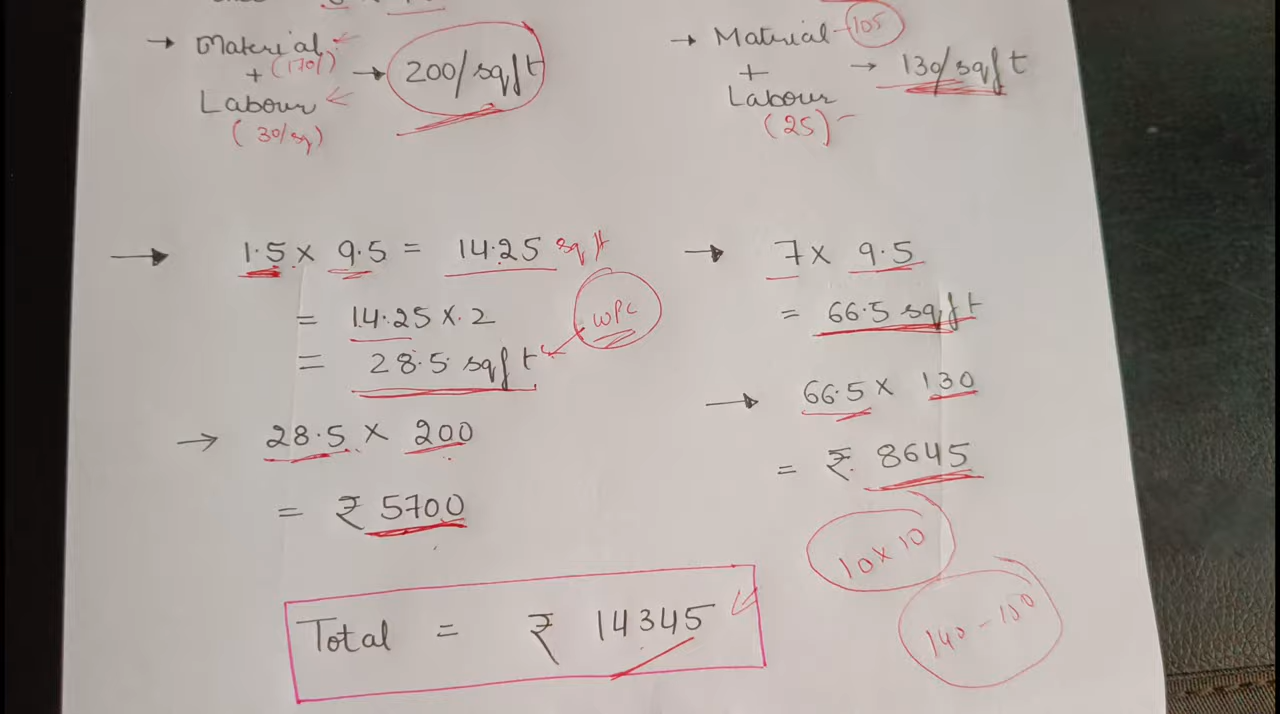 → Material
+ (170/)
Labour
(30/sq)
→ 200/sqft
→ Material - 105
+
Labour
(25)
→ 130/sqft
→ 1.5 x 9.5 = 14.25 sq ft
= 14.25 x 2
= 28.5 sqft
WPC
→ 28.5 x 200
= ₹ 5700
→ 7 x 9.5
= 66.5 sqft
→ 66.5 x 130
= ₹ 8645
10 x 10
140 - 150
Total = ₹ 14345